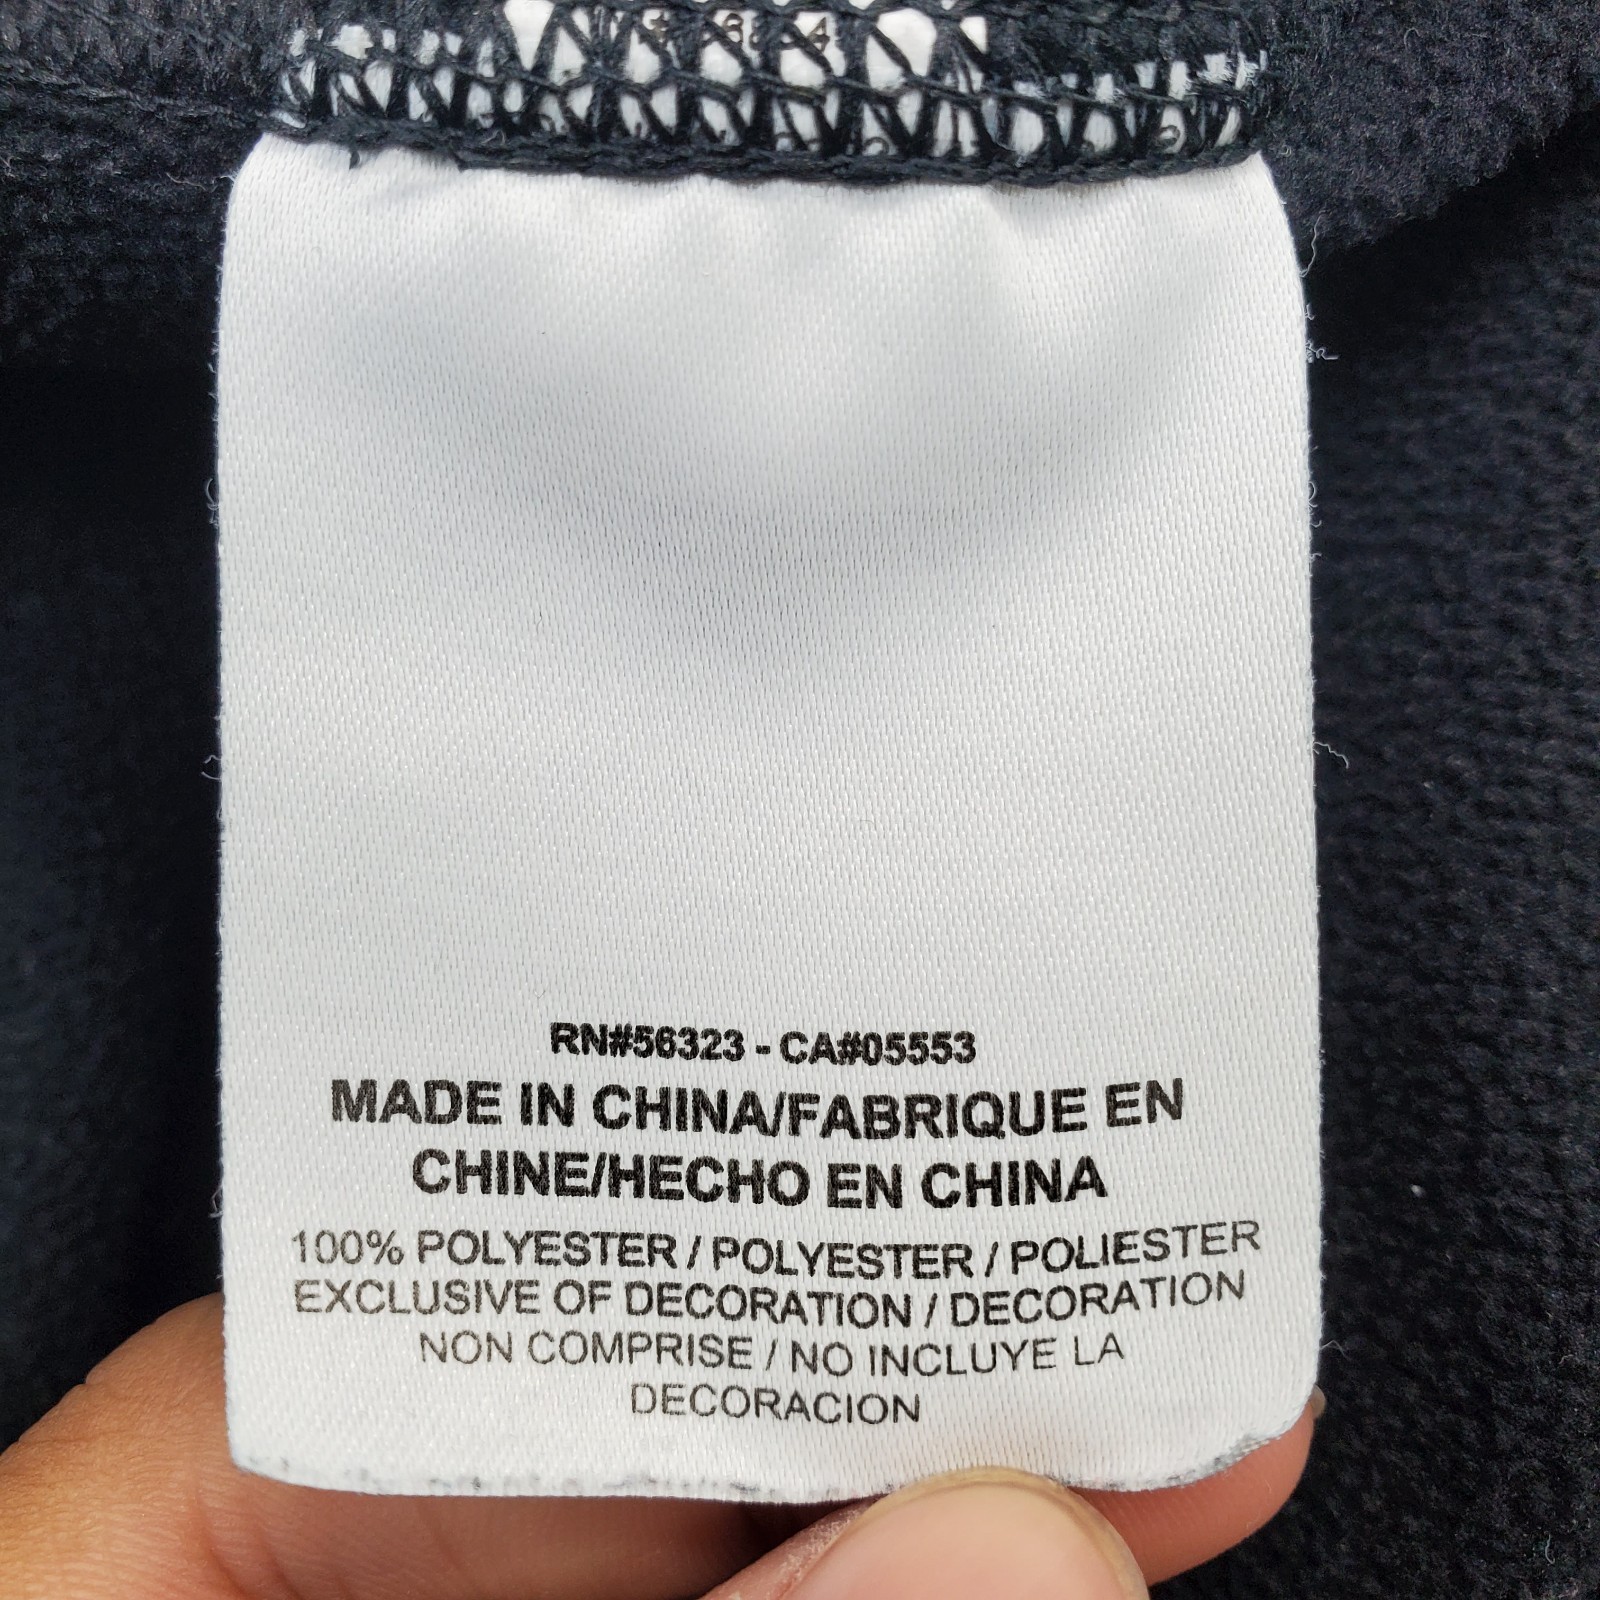 RN#56323 - CA#05553
MADE IN CHINA/FABRIQUE EN
CHINE/HECHO EN CHINA
100% POLYESTER / POLYESTER / POLIESTER
EXCLUSIVE OF DECORATION / DECORATION
NON COMPRISE / NO INCLUYE LA
DECORACION